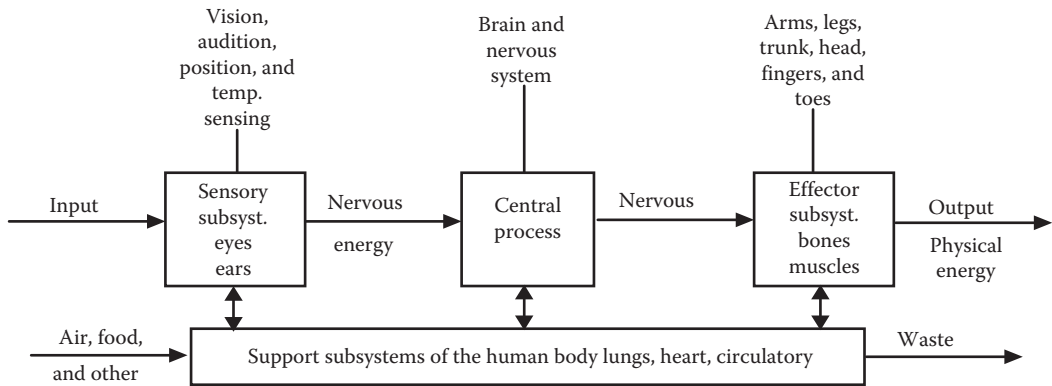 Vision,
audition,
position, and
temp.
sensing
Brain and
nervous
system
Arms, legs,
trunk, head,
fingers, and
toes
Input
Sensory
subsyst.
eyes
ears
Nervous
energy
Central
process
Nervous
Effector
subsyst.
bones
muscles
Output
Physical
energy
Air, food,
and other
Support subsystems of the human body lungs, heart, circulatory
Waste